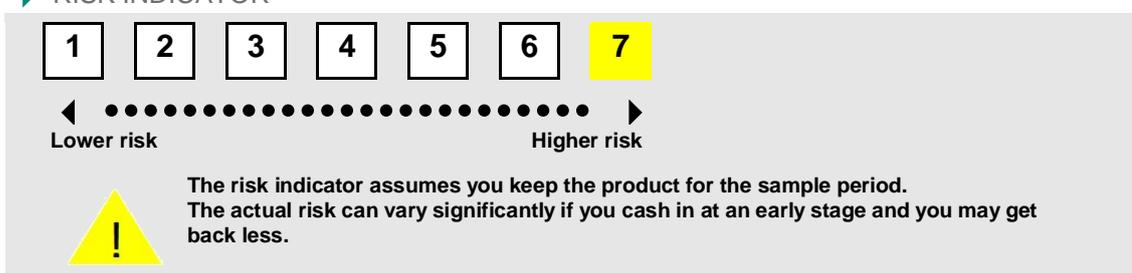 RISK INDICATOR
1 2 3 4 5 6 7
Lower risk Higher risk
The risk indicator assumes you keep the product for the sample period.
! The actual risk can vary significantly if you cash in at an early stage and you may get
back less.